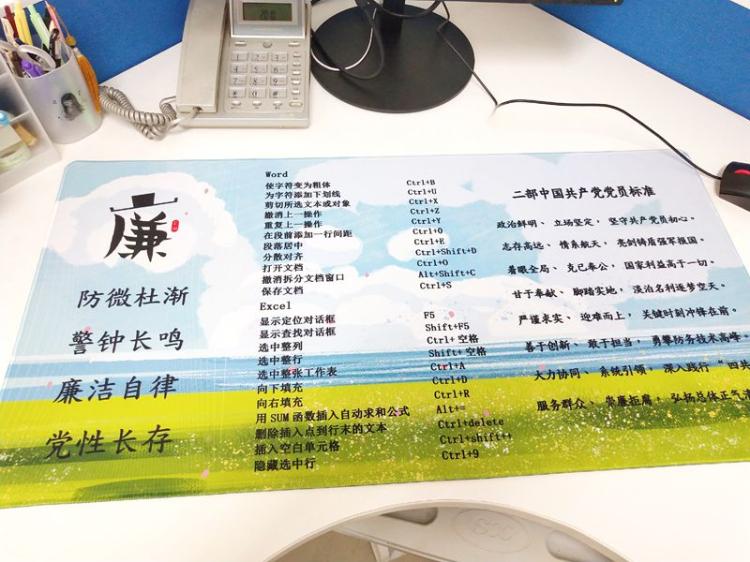 廉
防微杜渐
警钟长鸣
廉洁自律
党性长存
Word
使字符变为粗体 Ctrl+B
为字符添加下划线 Ctrl+U
剪切所选文本或对象 Ctrl+X
撤消上一操作 Ctrl+Z
重复上一操作 Ctrl+Y
在段前添加一行间距 Ctrl+0
段落居中 Ctrl+E
分散对齐 Ctrl+Shift+D
打开文档 Ctrl+O
撤消拆分文档窗口 Alt+Shift+C
保存文档 Ctrl+S
Excel
显示定位对话框 F5
显示查找对话框 Shift+F5
选中整列 Ctrl+空格
选中整行 Shift+空格
选中整张工作表 Ctrl+A
向下填充 Ctrl+D
向右填充 Ctrl+R
用 SUM 函数插入自动求和公式 Alt+=
删除插入点到行末的文本 Ctrl+delete
插入空白单元格 Ctrl+shift++
隐藏选中行 Ctrl+9
二部中国共产党党员标准
政治鲜明、立场坚定，坚守共产党员初心。
志存高远、情系航天，亮剑铸盾强军报国。
着眼全局、克己奉公，国家利益高于一切。
甘于奉献、脚踏实地，淡泊名利逐梦空天。
严谨务实、迎难而上，关键时刻冲锋在前。
善于创新、敢于担当，勇攀防务技术高峰。
大力协同、系统引领，深入践行“四共
服务群众、崇廉拒腐，弘扬总体正气